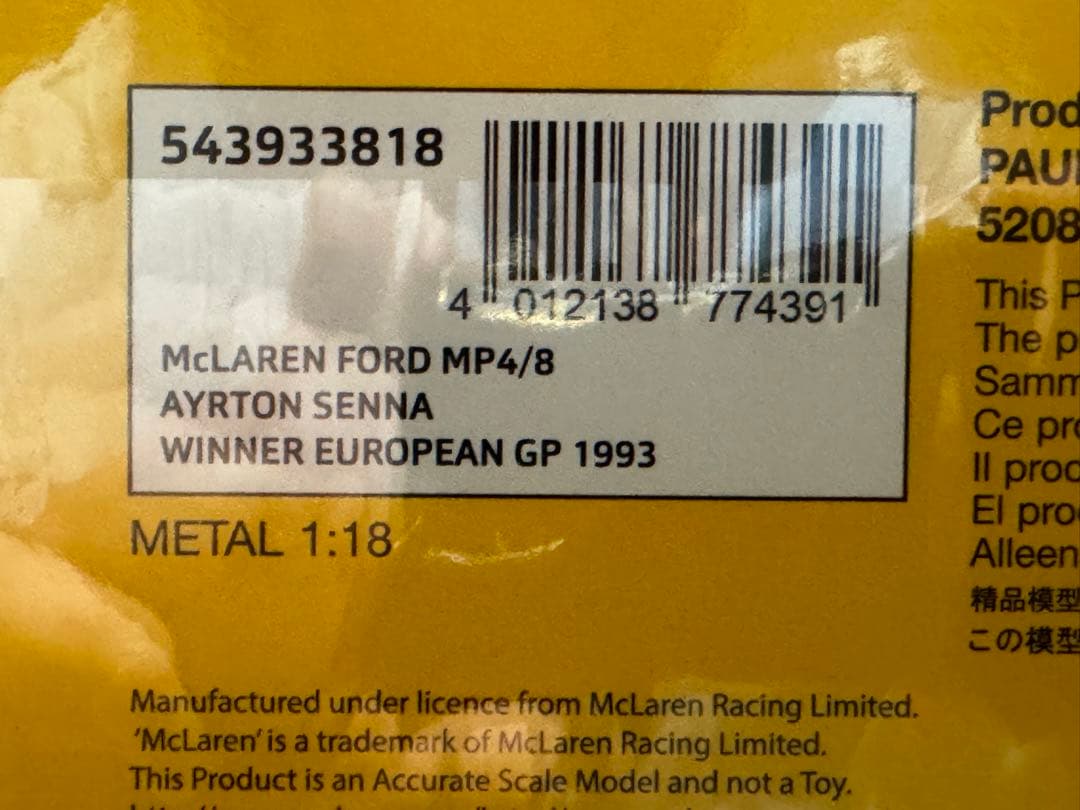 543933818
4 012138 774391
McLAREN FORD MP4/8
AYRTON SENNA
WINNER EUROPEAN GP 1993
METAL 1:18
Manufactured under licence from McLaren Racing Limited.
‘McLaren’ is a trademark of McLaren Racing Limited.
This Product is an Accurate Scale Model and not a Toy.
Prod
PAU
5208
This P
The p
Samm
Ce pro
Il prod
El pro
Alleen
精品模型
この模型